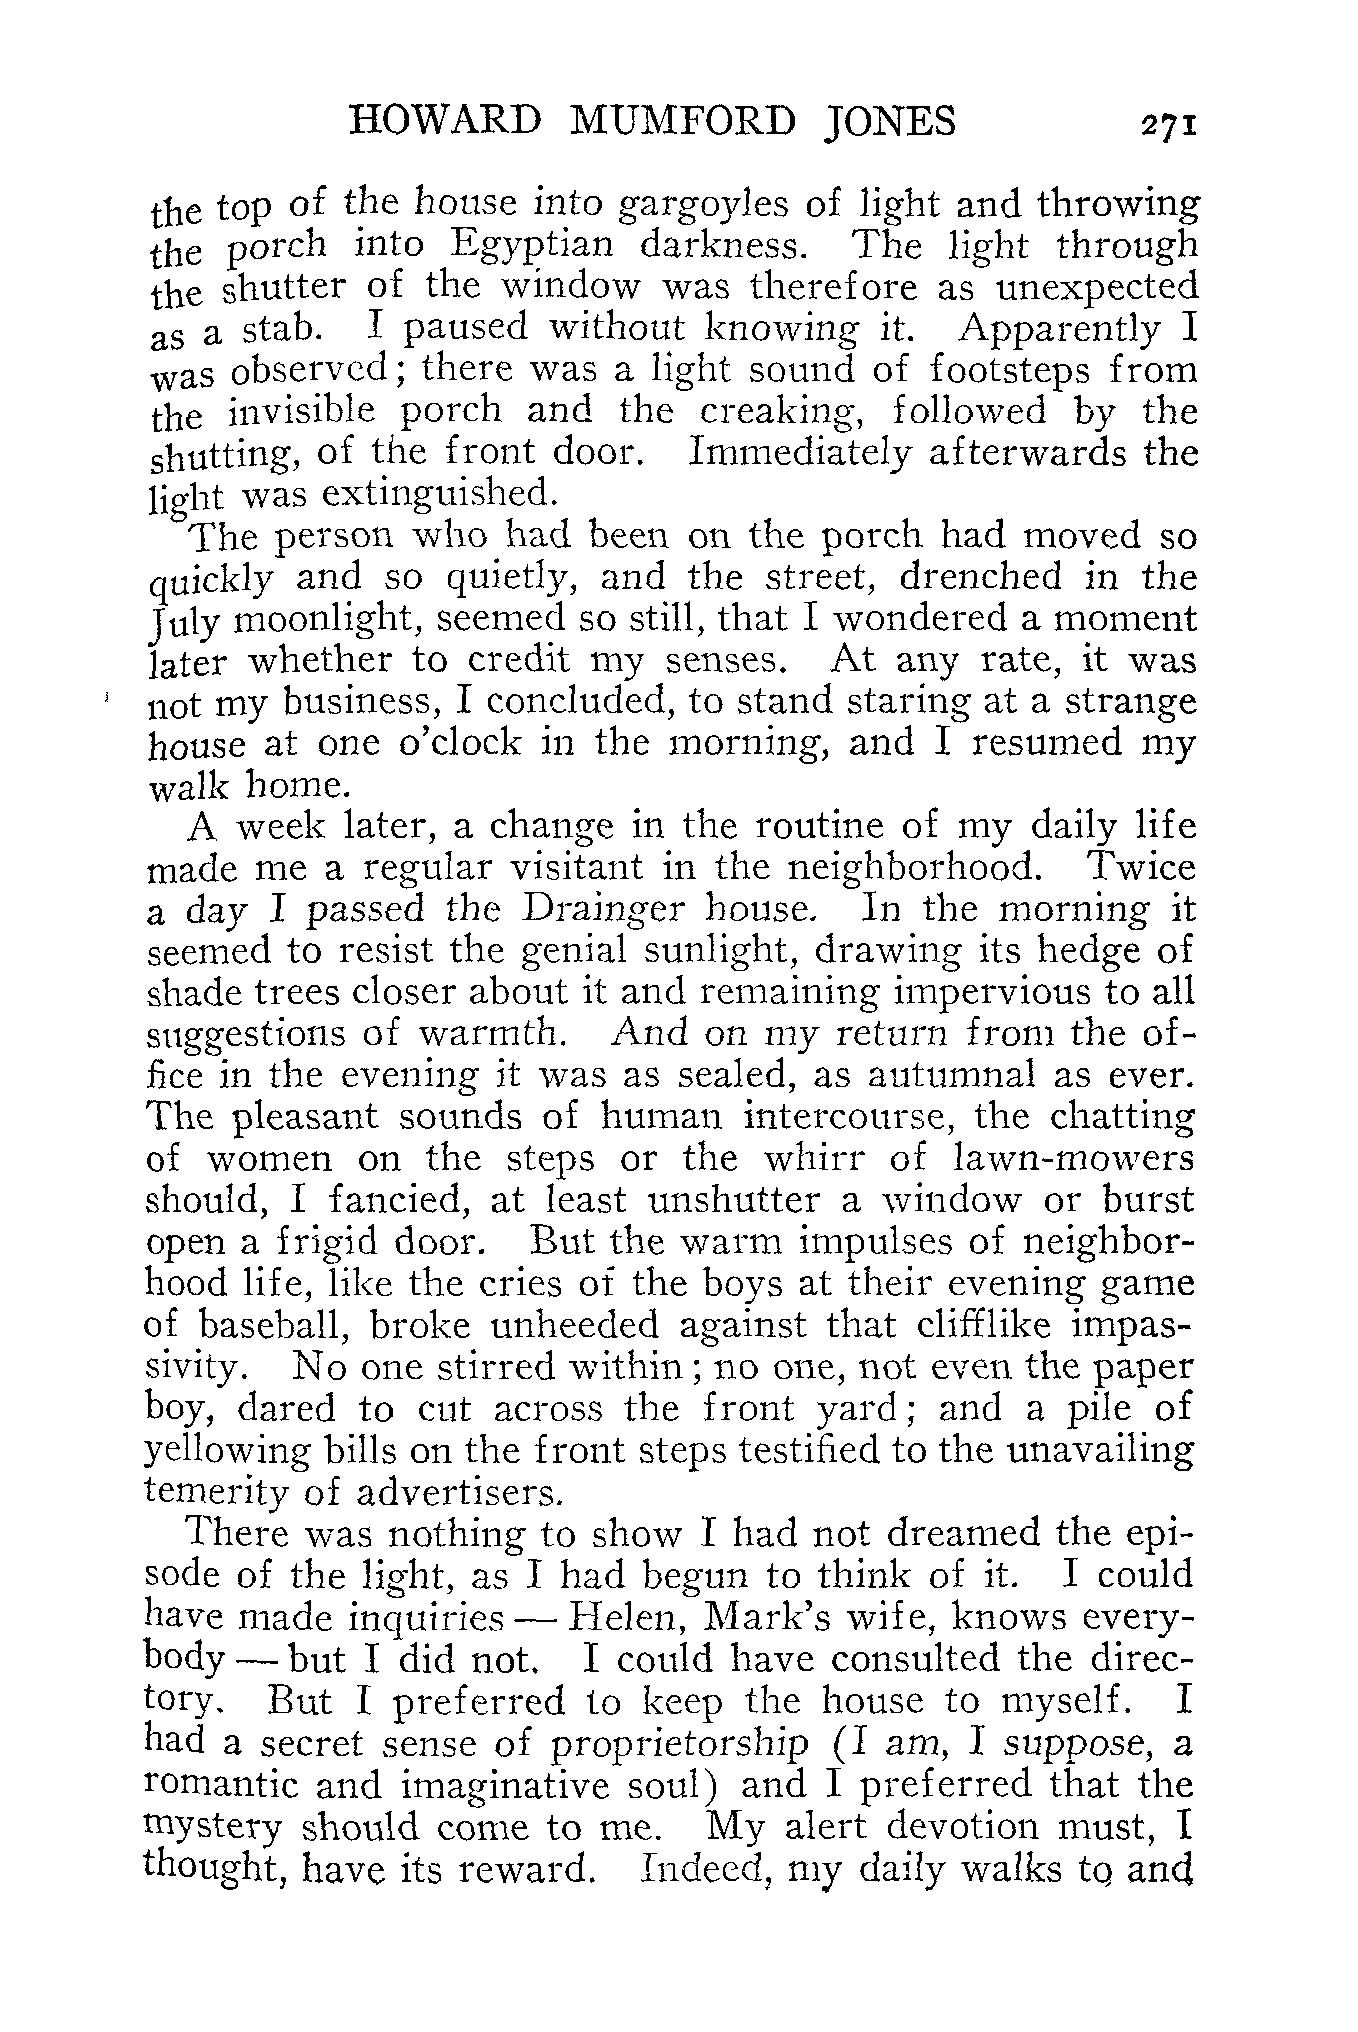 HOWARD MUMFORD JONES 271
the top of the house into gargoyles of light and throwing
the porch into Egyptian darkness. The light through
the shutter of the window was therefore as unexpected
as a stab. I paused without knowing it. Apparently I
was observed; there was a light sound of footsteps from
the invisible porch and the creaking, followed by the
shutting, of the front door. Immediately afterwards the
light was extinguished.
The person who had been on the porch had moved so
quickly and so quietly, and the street, drenched in the
July moonlight, seemed so still, that I wondered a moment
later whether to credit my senses. At any rate, it was
not my business, I concluded, to stand staring at a strange
house at one o'clock in the morning, and I resumed my
walk home.
A week later, a change in the routine of my daily life
made me a regular visitant in the neighborhood. Twice
a day I passed the Drainger house. In the morning it
seemed to resist the genial sunlight, drawing its hedge of
shade trees closer about it and remaining impervious to all
suggestions of warmth. And on my return from the of-
fice in the evening it was as sealed, as autumnal as ever.
The pleasant sounds of human intercourse, the chatting
of women on the steps or the whirr of lawn-mowers
should, I fancied, at least unshutter a window or burst
open a frigid door. But the warm impulses of neighbor-
hood life, like the cries of the boys at their evening game
of baseball, broke unheeded against that clifflike impas-
sivity. No one stirred within; no one, not even the paper
boy, dared to cut across the front yard; and a pile of
yellowing bills on the front steps testified to the unavailing
temerity of advertisers.
There was nothing to show I had not dreamed the epi-
sode of the light, as I had begun to think of it. I could
have made inquiries — Helen, Mark's wife, knows every-
body — but I did not. I could have consulted the direc-
tory. But I preferred to keep the house to myself. I
had a secret sense of proprietorship (I am, I suppose, a
romantic and imaginative soul) and I preferred that the
mystery should come to me. My alert devotion must, I
thought, have its reward. Indeed, my daily walks to and